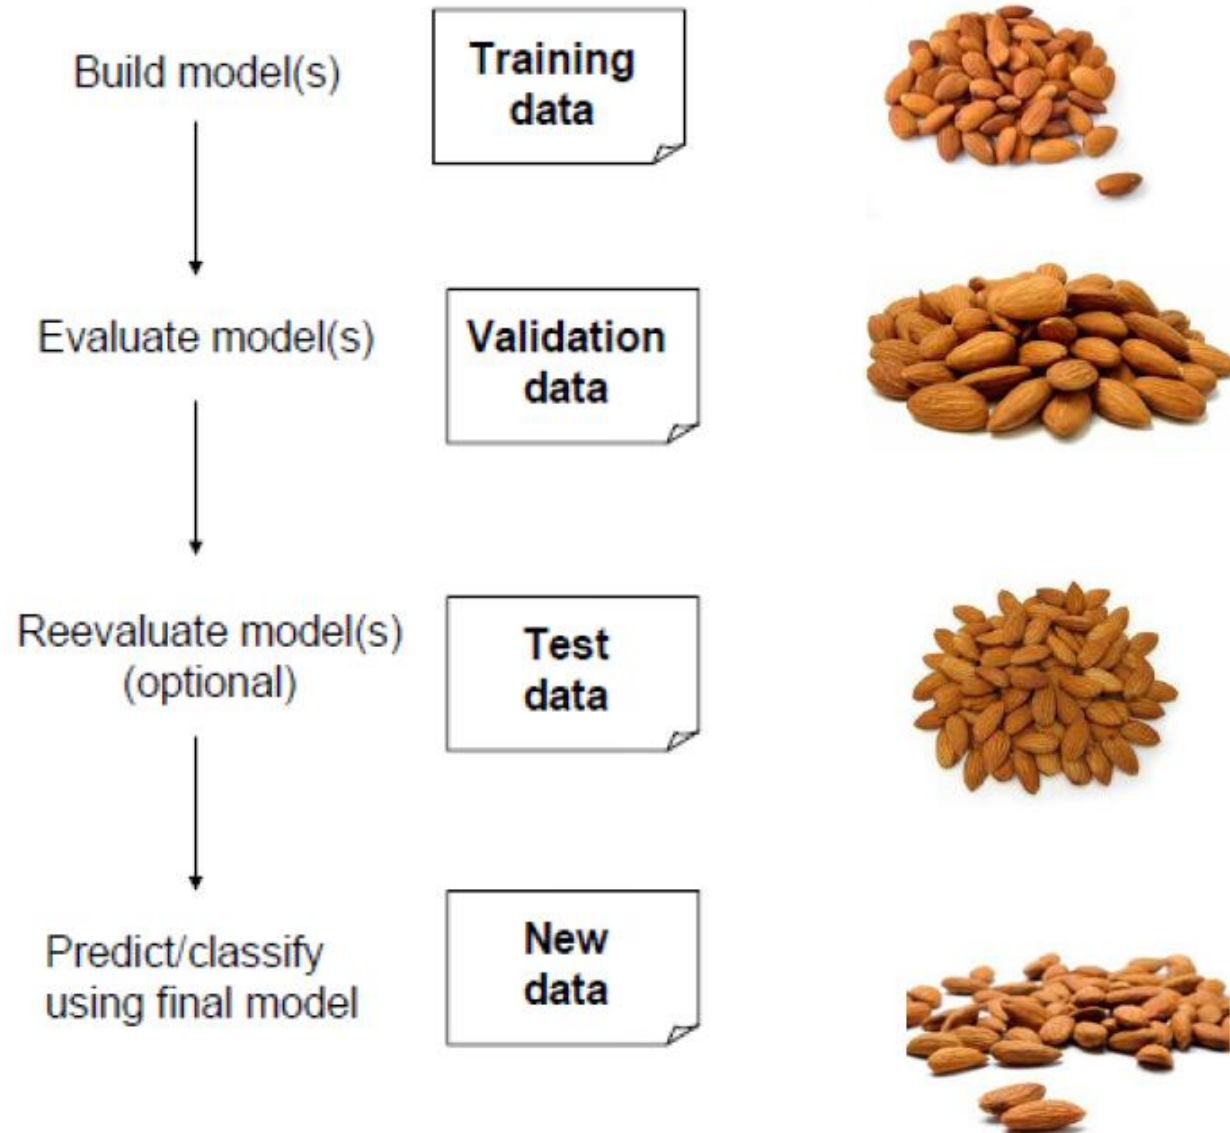 Build model(s)
Training
data
Evaluate model(s)
Validation
data
Reevaluate model(s)
(optional)
Test
data
Predict/classify
using final model
New
data